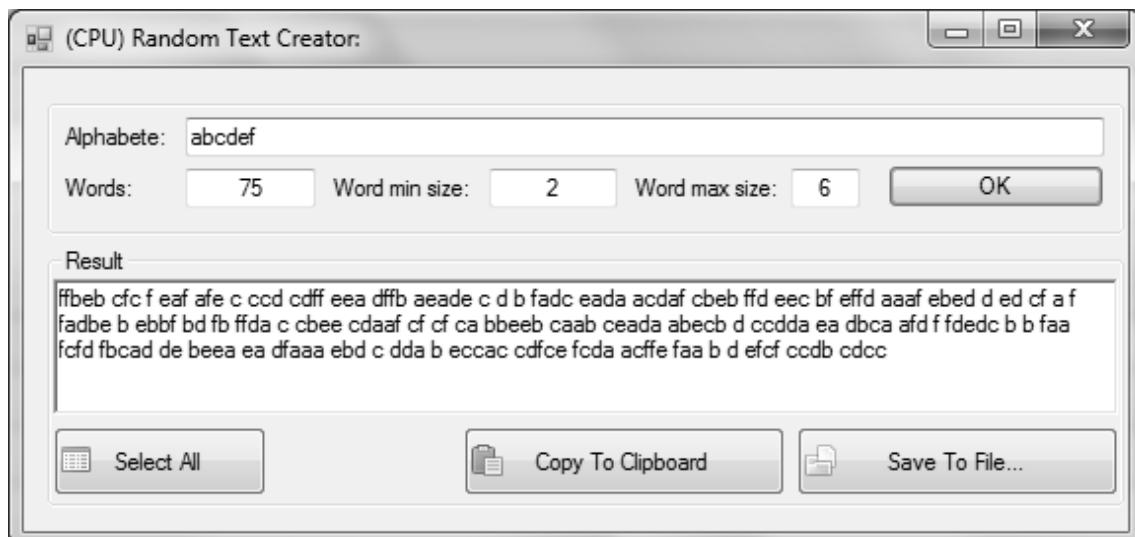 (CPU) Random Text Creator:
Alphabete: abcdef
Words: 75 Word min size: 2 Word max size: 6 OK
Result
ffbeb cfc f eaf afe c ccd cdff eea dffb aeade c d b fadc eada acdaf cbeb ffd eec bf effd aaaf ebed d ed cf a f
fadbe b ebbf bd fb ffda c cbee cdaaf cf cf ca bbeeb caab ceada abecb d ccdda ea dbca afd f fdedc b b faa
fcfd fbcad de beea ea dfaaa ebd c dda b eccac cdfce fcda acffe faa b d efcf ccdb cdcc
Select All Copy To Clipboard Save To File...